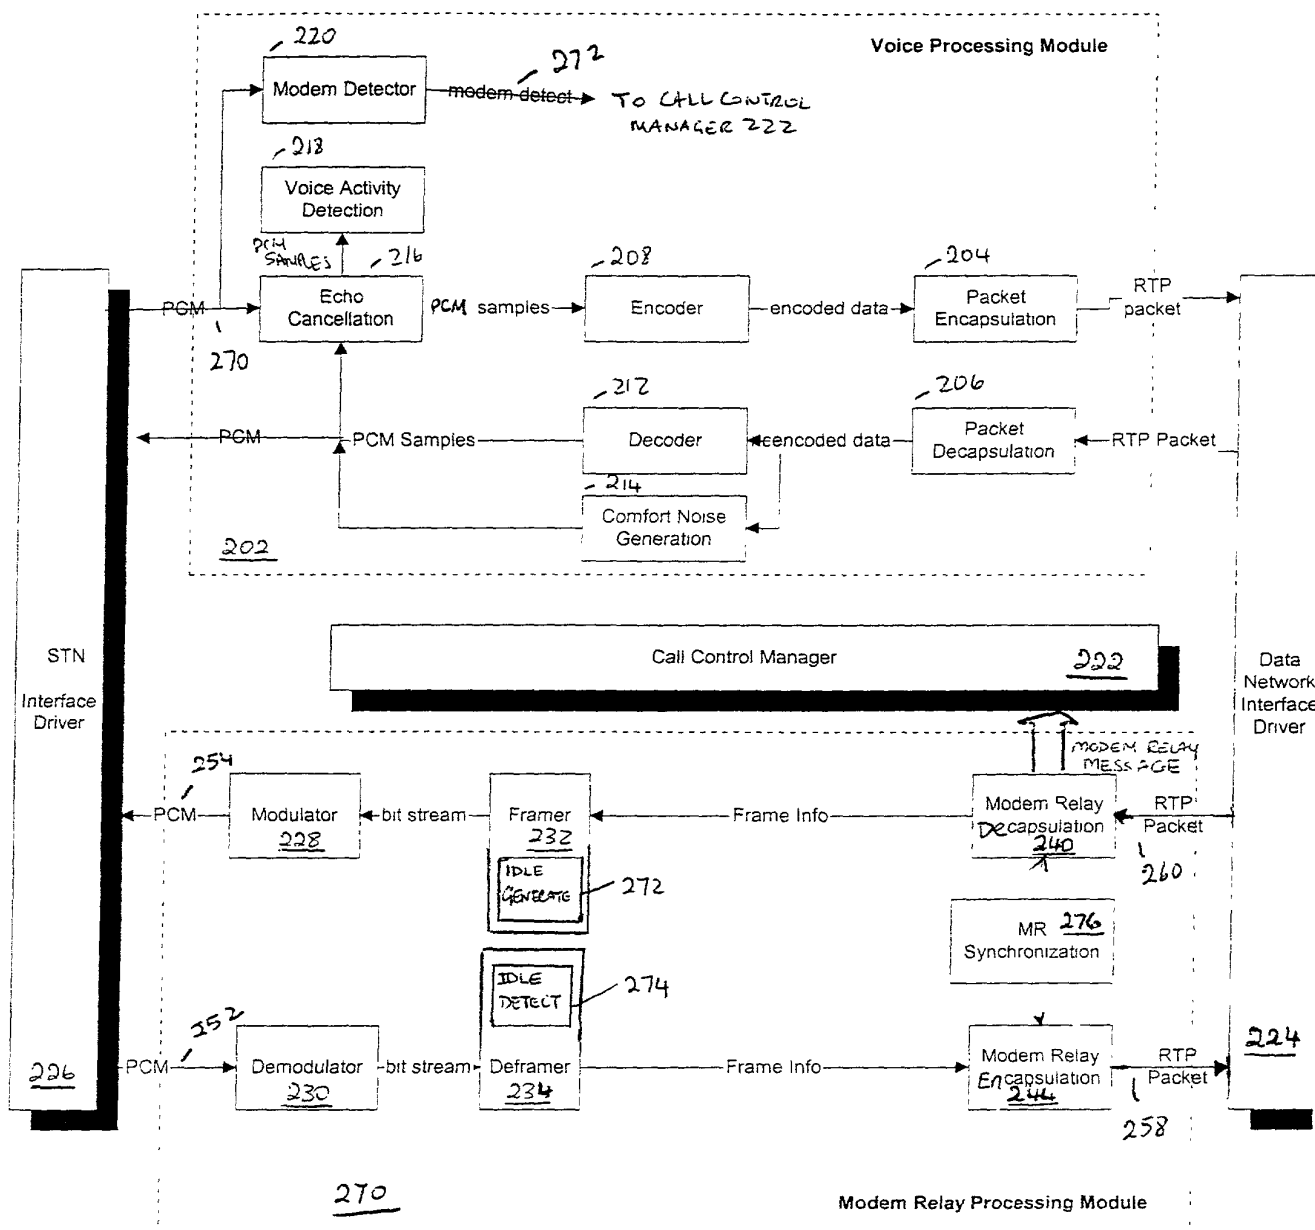 220
Voice Processing Module
272
Modem Detector
modem detect
TO CALL CONTROL
MANAGER 222
218
Voice Activity
Detection
PCM
SAMPLES
216
208
204
PCM
Echo
Cancellation
PCM samples
Encoder
encoded data
Packet
Encapsulation
RTP
packet
270
212
206
PCM
PCM Samples
Decoder
encoded data
Packet
Decapsulation
RTP Packet
214
Comfort Noise
Generation
202
STN
Interface
Driver
226
Call Control Manager
222
Data
Network
Interface
Driver
224
MODEM RELAY
MESSAGE
254
PCM
Modulator
228
bit stream
Framer
232
IDLE
GENERATE
272
Frame Info
Modem Relay
Decapsulation
240
RTP
Packet
260
MR 276
Synchronization
IDLE
DETECT
274
252
PCM
Demodulator
230
bit stream
Deframer
234
Frame Info
Modem Relay
Encapsulation
244
RTP
Packet
258
270
Modem Relay Processing Module